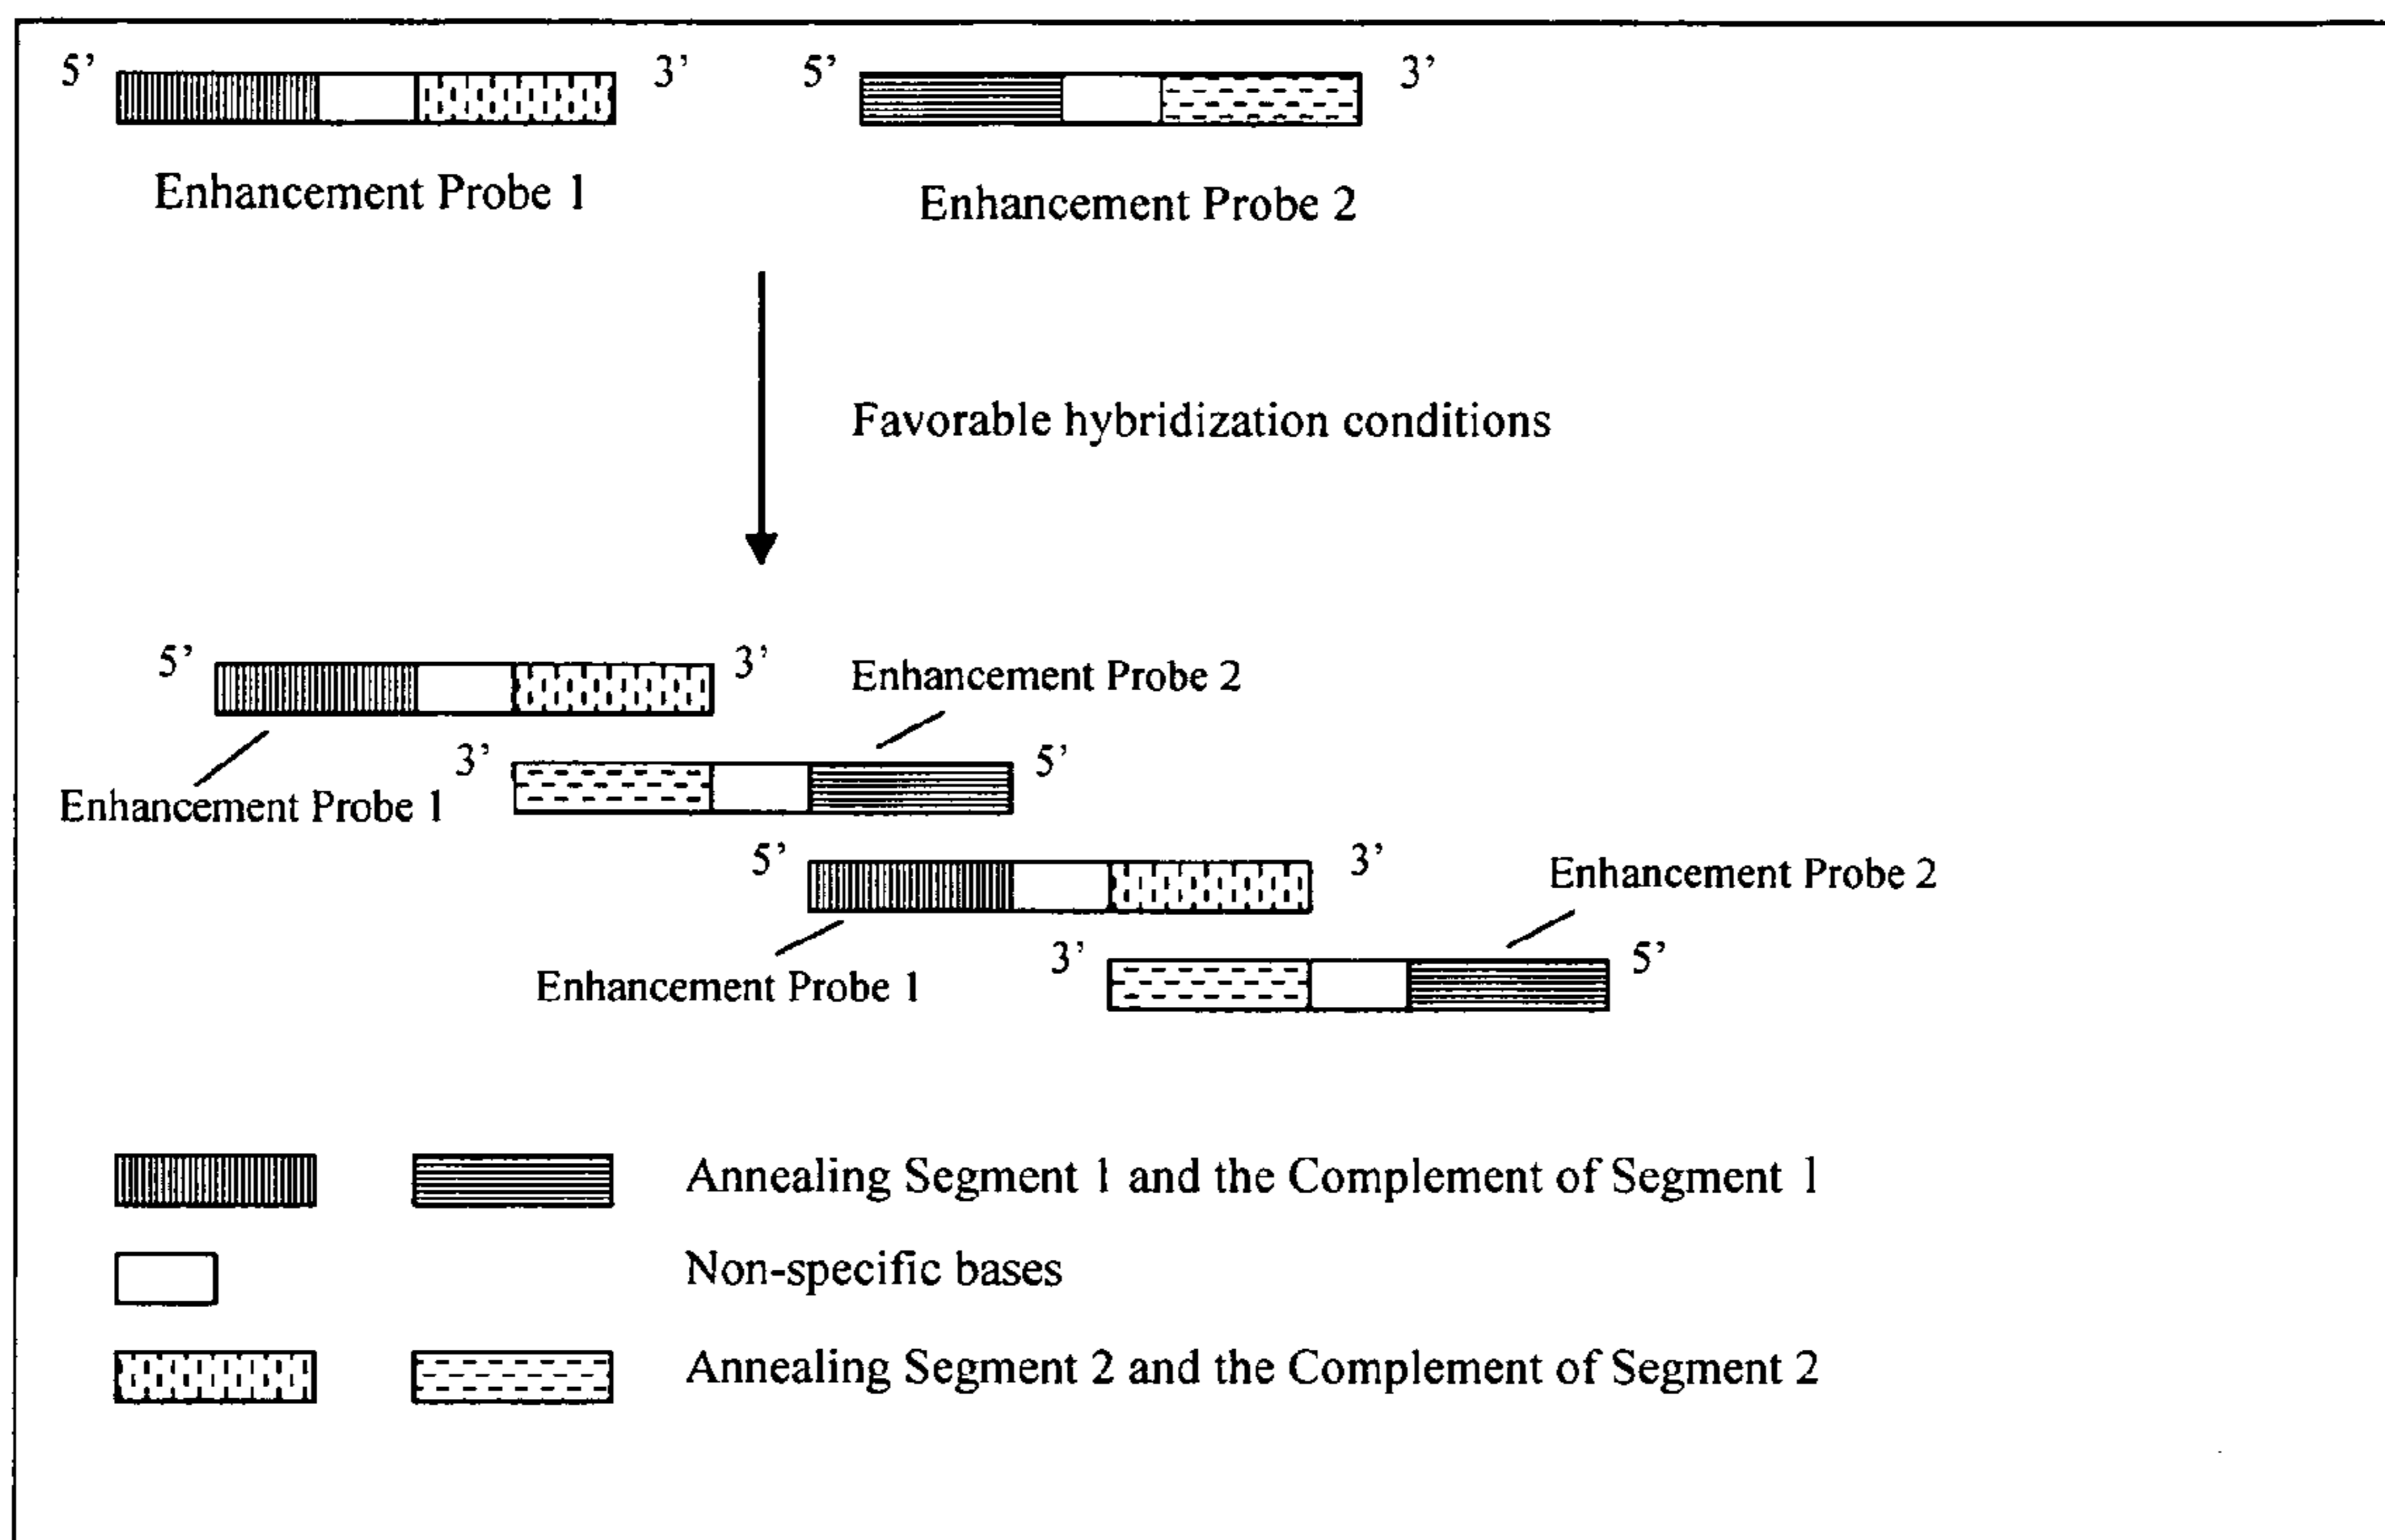 5’ 3’ 5’ 3’
Enhancement Probe 1 Enhancement Probe 2
Favorable hybridization conditions
5’ 3’ Enhancement Probe 2
3’ 5’
Enhancement Probe 1
5’ 3’ Enhancement Probe 2
3’ 5’
Enhancement Probe 1
Annealing Segment 1 and the Complement of Segment 1
Non-specific bases
Annealing Segment 2 and the Complement of Segment 2